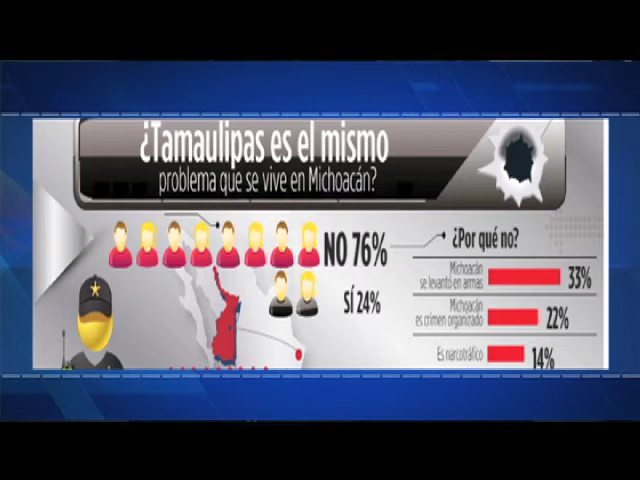 ¿Tamaulipas es el mismo
problema que se vive en Michoacán?
NO 76%
SÍ 24%
¿Por qué no?
Michoacán
se levantó en armas
33%
Michoacán
es crimen organizado
22%
Es narcotráfico
14%